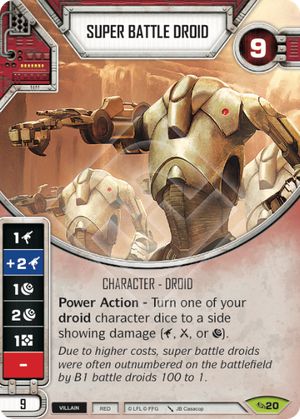 SUPER BATTLE DROID
9
1
+2
1
2
1
-
9
CHARACTER - DROID
Power Action - Turn one of your
droid character dice to a side
showing damage ( , , or ).
Due to higher costs, super battle droids
were often outnumbered on the battlefield
by B1 battle droids 100 to 1.
VILLAIN
RED
© LFL © FFG
JB Casacop
20